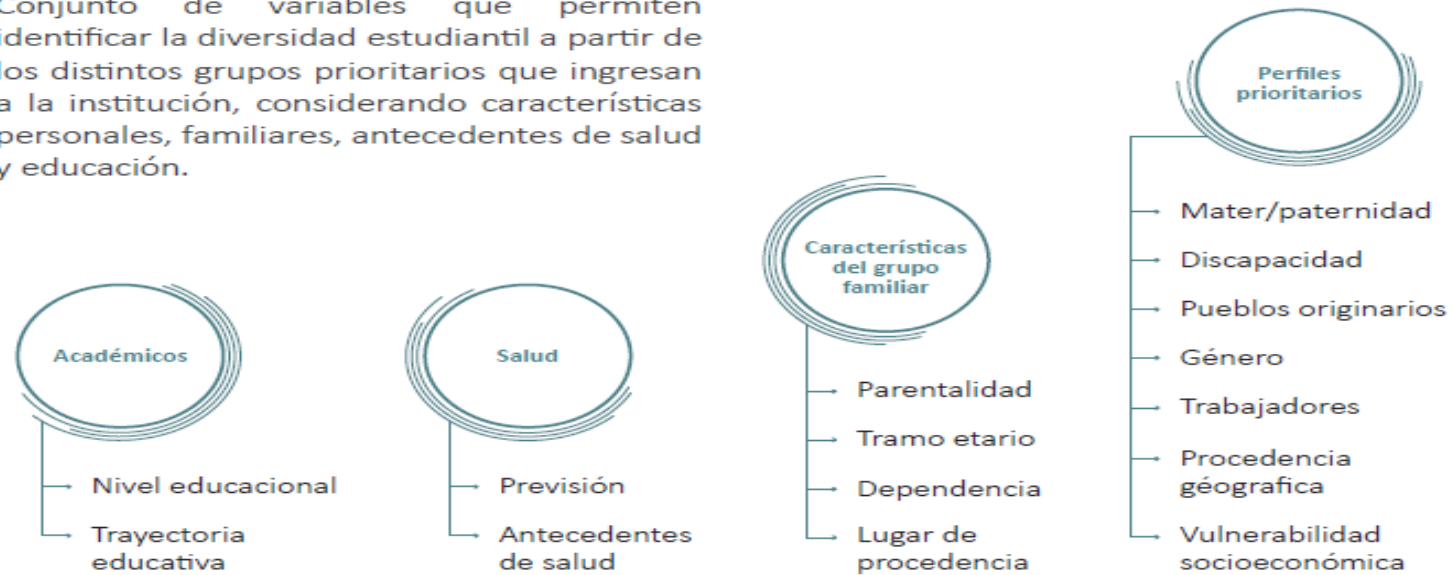 Conjunto de variables que permiten
identificar la diversidad estudiantil a partir de
los distintos grupos prioritarios que ingresan
a la institución, considerando características
personales, familiares, antecedentes de salud
y educación.
Académicos
Nivel educacional
Trayectoria
educativa
Salud
Previsión
Antecedentes
de salud
Características
del grupo
familiar
Parentalidad
Tramo etario
Dependencia
Lugar de
procedencia
Perfiles
prioritarios
Mater/paternidad
Discapacidad
Pueblos originarios
Género
Trabajadores
Procedencia
géografica
Vulnerabilidad
socioeconómica